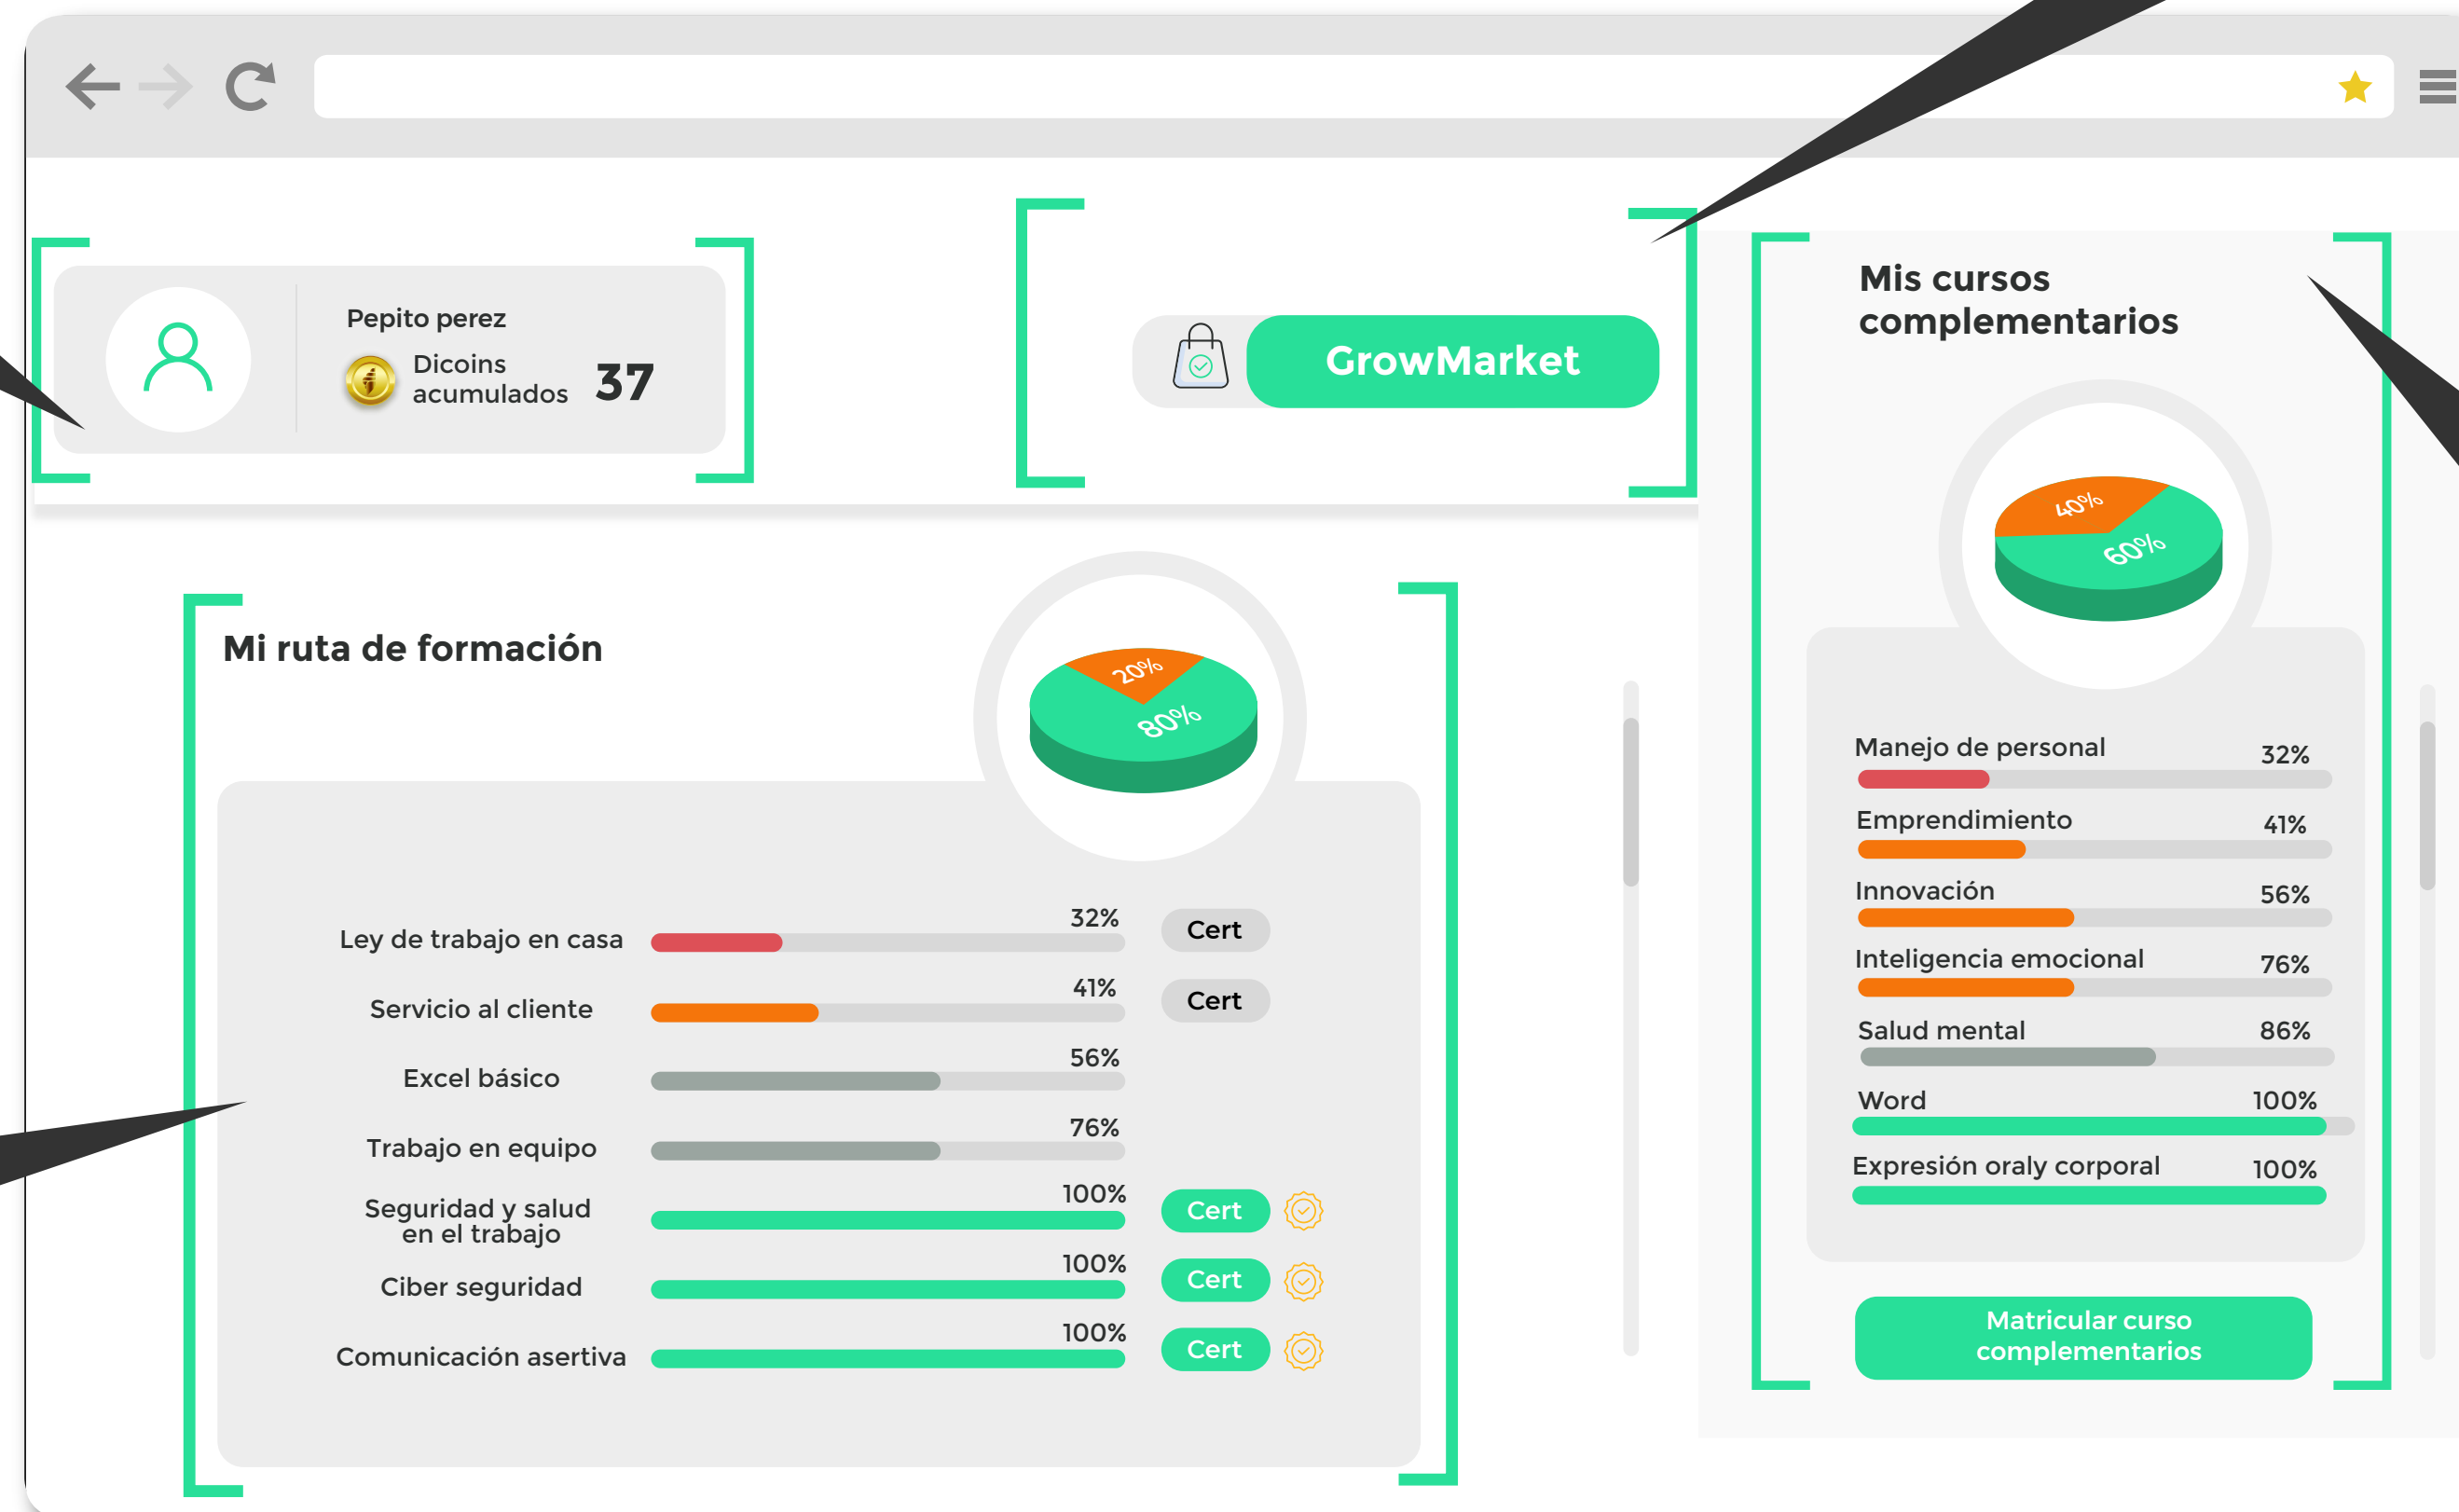 Pepito perez
Dicoins
acumulados
37
GrowMarket
Mis cursos
complementarios
40%
60%
Mi ruta de formación
20%
80%
Ley de trabajo en casa 32% Cert
Servicio al cliente 41% Cert
Excel básico 56%
Trabajo en equipo 76%
Seguridad y salud
en el trabajo 100% Cert
Ciber seguridad 100% Cert
Comunicación asertiva 100% Cert
Manejo de personal 32%
Emprendimiento 41%
Innovación 56%
Inteligencia emocional 76%
Salud mental 86%
Word 100%
Expresión oraly corporal 100%
Matricular curso
complementarios